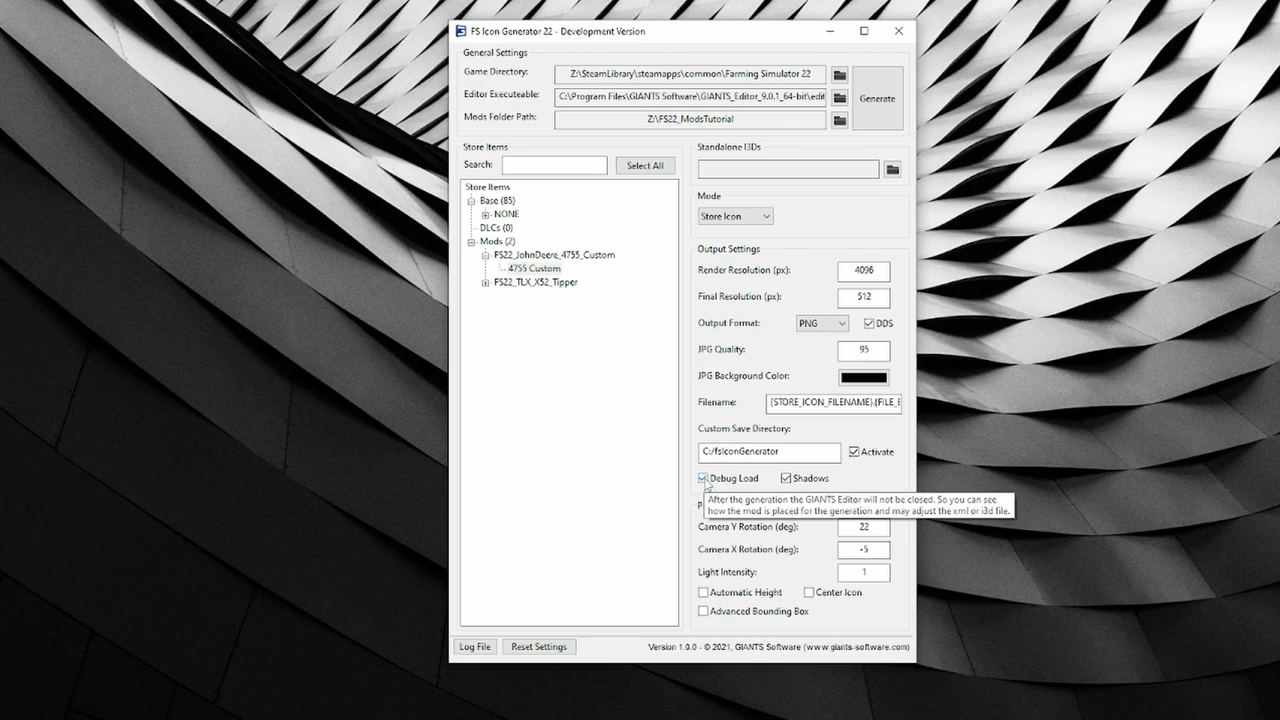 FS Icon Generator 22 - Development Version
General Settings
Game Directory:
Z:\SteamLibrary\steamapps\common\Farming Simulator 22
Editor Executeable:
C:\Program Files\GIANTS Software\GIANTS_Editor_9.0.1_64-bit\edit
Generate
Mods Folder Path:
Z:\FS22_ModsTutorial
Store Items
Search:
Select All
Store Items
Base (85)
NONE
DLCs (0)
Mods (2)
FS22_JohnDeere_4755_Custom
4755 Custom
FS22_TLX_X52_Tipper
Standalone I3Ds
Mode
Store Icon
Output Settings
Render Resolution (px): 4096
Final Resolution (px): 512
Output Format: PNG DDS
JPG Quality: 95
JPG Background Color:
Filename: {STORE_ICON_FILENAME}.{FILE_E
Custom Save Directory:
C:/fsIconGenerator Activate
Debug Load Shadows
After the generation the GIANTS Editor will not be closed. So you can see
how the mod is placed for the generation and may adjust the xml or i3d file.
Camera Y Rotation (deg): 22
Camera X Rotation (deg): -5
Light Intensity: 1
Automatic Height Center Icon
Advanced Bounding Box
Log File Reset Settings Version 1.0.0 - © 2021, GIANTS Software (www.giants-software.com)